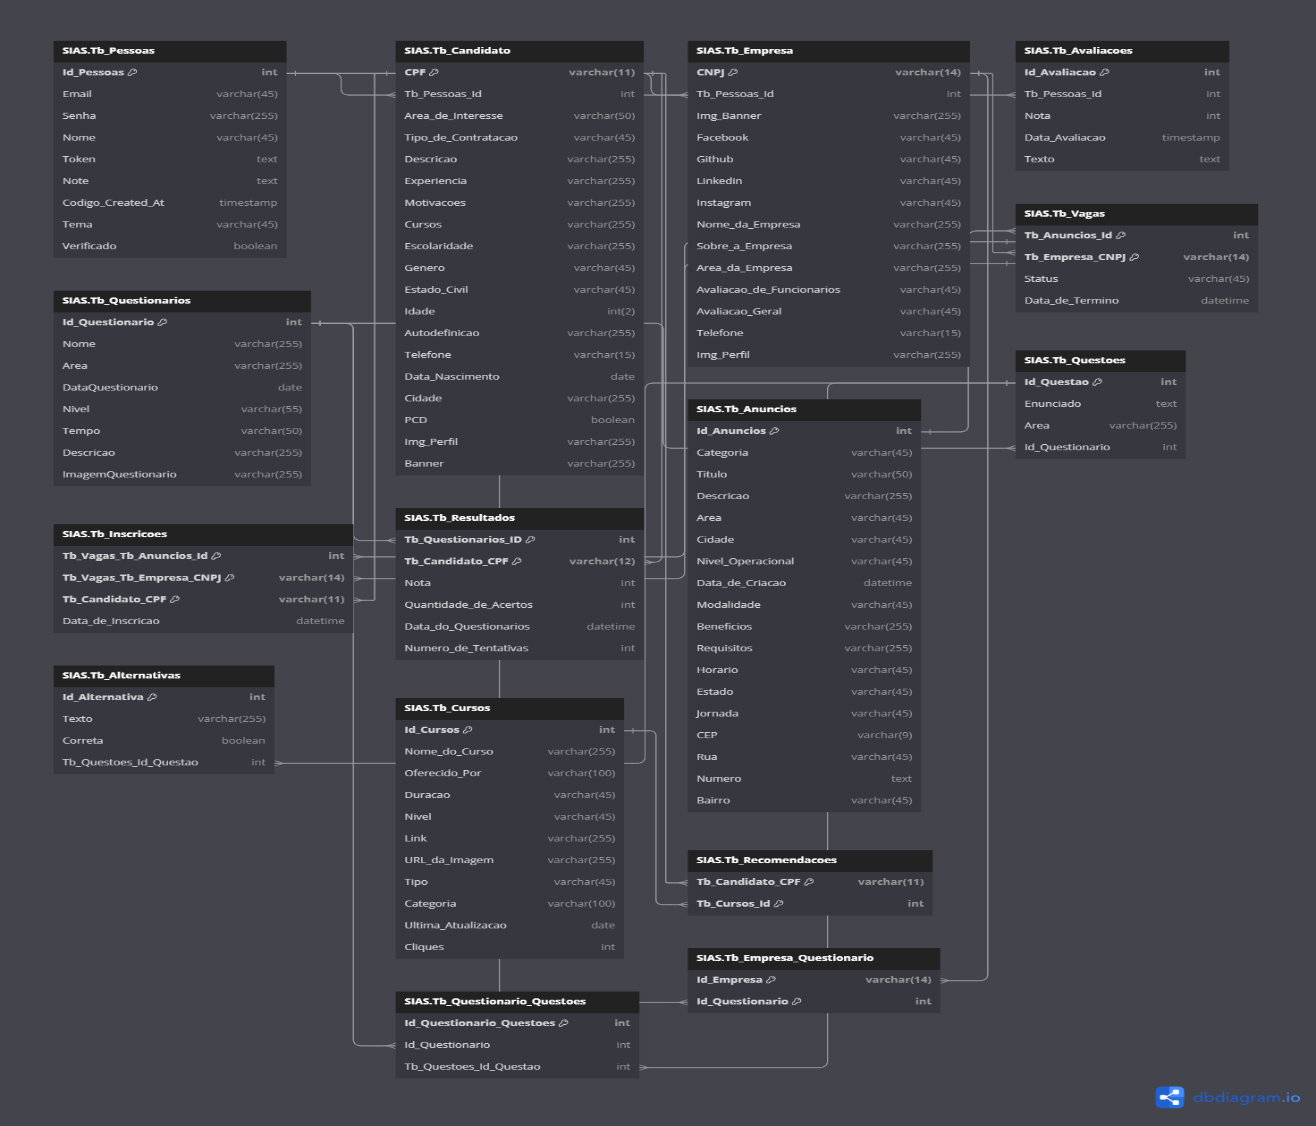 SIAS.Tb_Pessoas
Id_Pessoas int
Email varchar(45)
Senha varchar(255)
Nome varchar(45)
Token text
Note text
Codigo_Created_At timestamp
Tema varchar(45)
Verificado boolean
SIAS.Tb_Questionarios
Id_Questionario int
Nome varchar(255)
Area varchar(255)
DataQuestionario date
Nivel varchar(55)
Tempo varchar(50)
Descricao varchar(255)
ImagemQuestionario varchar(255)
SIAS.Tb_Inscricoes
Tb_Vagas_Tb_Anuncios_Id int
Tb_Vagas_Tb_Empresa_CNPJ varchar(14)
Tb_Candidato_CPF varchar(11)
Data_de_Inscricao datetime
SIAS.Tb_Alternativas
Id_Alternativa int
Texto varchar(255)
Correta boolean
Tb_Questoes_Id_Questao int
SIAS.Tb_Candidato
CPF varchar(11)
Tb_Pessoas_Id int
Area_de_Interesse varchar(50)
Tipo_de_Contratacao varchar(45)
Descricao varchar(255)
Experiencia varchar(255)
Motivacoes varchar(255)
Cursos varchar(255)
Escolaridade varchar(255)
Genero varchar(45)
Estado_Civil varchar(45)
Idade int(2)
Autodefinicao varchar(255)
Telefone varchar(15)
Data_Nascimento date
Cidade varchar(255)
PCD boolean
Img_Perfil varchar(255)
Banner varchar(255)
SIAS.Tb_Resultados
Tb_Questionarios_ID int
Tb_Candidato_CPF varchar(12)
Nota int
Quantidade_de_Acertos int
Data_do_Questionarios datetime
Numero_de_Tentativas int
SIAS.Tb_Cursos
Id_Cursos int
Nome_do_Curso varchar(255)
Oferecido_Por varchar(100)
Duracao varchar(45)
Nivel varchar(45)
Link varchar(255)
URL_da_Imagem varchar(255)
Tipo varchar(45)
Categoria varchar(100)
Ultima_Atualizacao date
Cliques int
SIAS.Tb_Questionario_Questoes
Id_Questionario_Questoes int
Id_Questionario int
Tb_Questoes_Id_Questao int
SIAS.Tb_Empresa
CNPJ varchar(14)
Tb_Pessoas_Id int
Img_Banner varchar(255)
Facebook varchar(45)
Github varchar(45)
Linkedin varchar(45)
Instagram varchar(45)
Nome_da_Empresa varchar(255)
Sobre_a_Empresa varchar(255)
Area_da_Empresa varchar(255)
Avaliacao_de_Funcionarios varchar(45)
Avaliacao_Geral varchar(45)
Telefone varchar(15)
Img_Perfil varchar(255)
SIAS.Tb_Anuncios
Id_Anuncios int
Categoria varchar(45)
Titulo varchar(50)
Descricao varchar(255)
Area varchar(45)
Cidade varchar(45)
Nivel_Operacional varchar(45)
Data_de_Criacao datetime
Modalidade varchar(45)
Beneficios varchar(255)
Requisitos varchar(255)
Horario varchar(45)
Estado varchar(45)
Jornada varchar(45)
CEP varchar(9)
Rua varchar(45)
Numero text
Bairro varchar(45)
SIAS.Tb_Recomendacoes
Tb_Candidato_CPF varchar(11)
Tb_Cursos_Id int
SIAS.Tb_Empresa_Questionario
Id_Empresa varchar(14)
Id_Questionario int
SIAS.Tb_Avaliacoes
Id_Avaliacao int
Tb_Pessoas_Id int
Nota int
Data_Avaliacao timestamp
Texto text
SIAS.Tb_Vagas
Tb_Anuncios_Id int
Tb_Empresa_CNPJ varchar(14)
Status varchar(45)
Data_de_Termino datetime
SIAS.Tb_Questoes
Id_Questao int
Enunciado text
Area varchar(255)
Id_Questionario int
dbdiagram.io